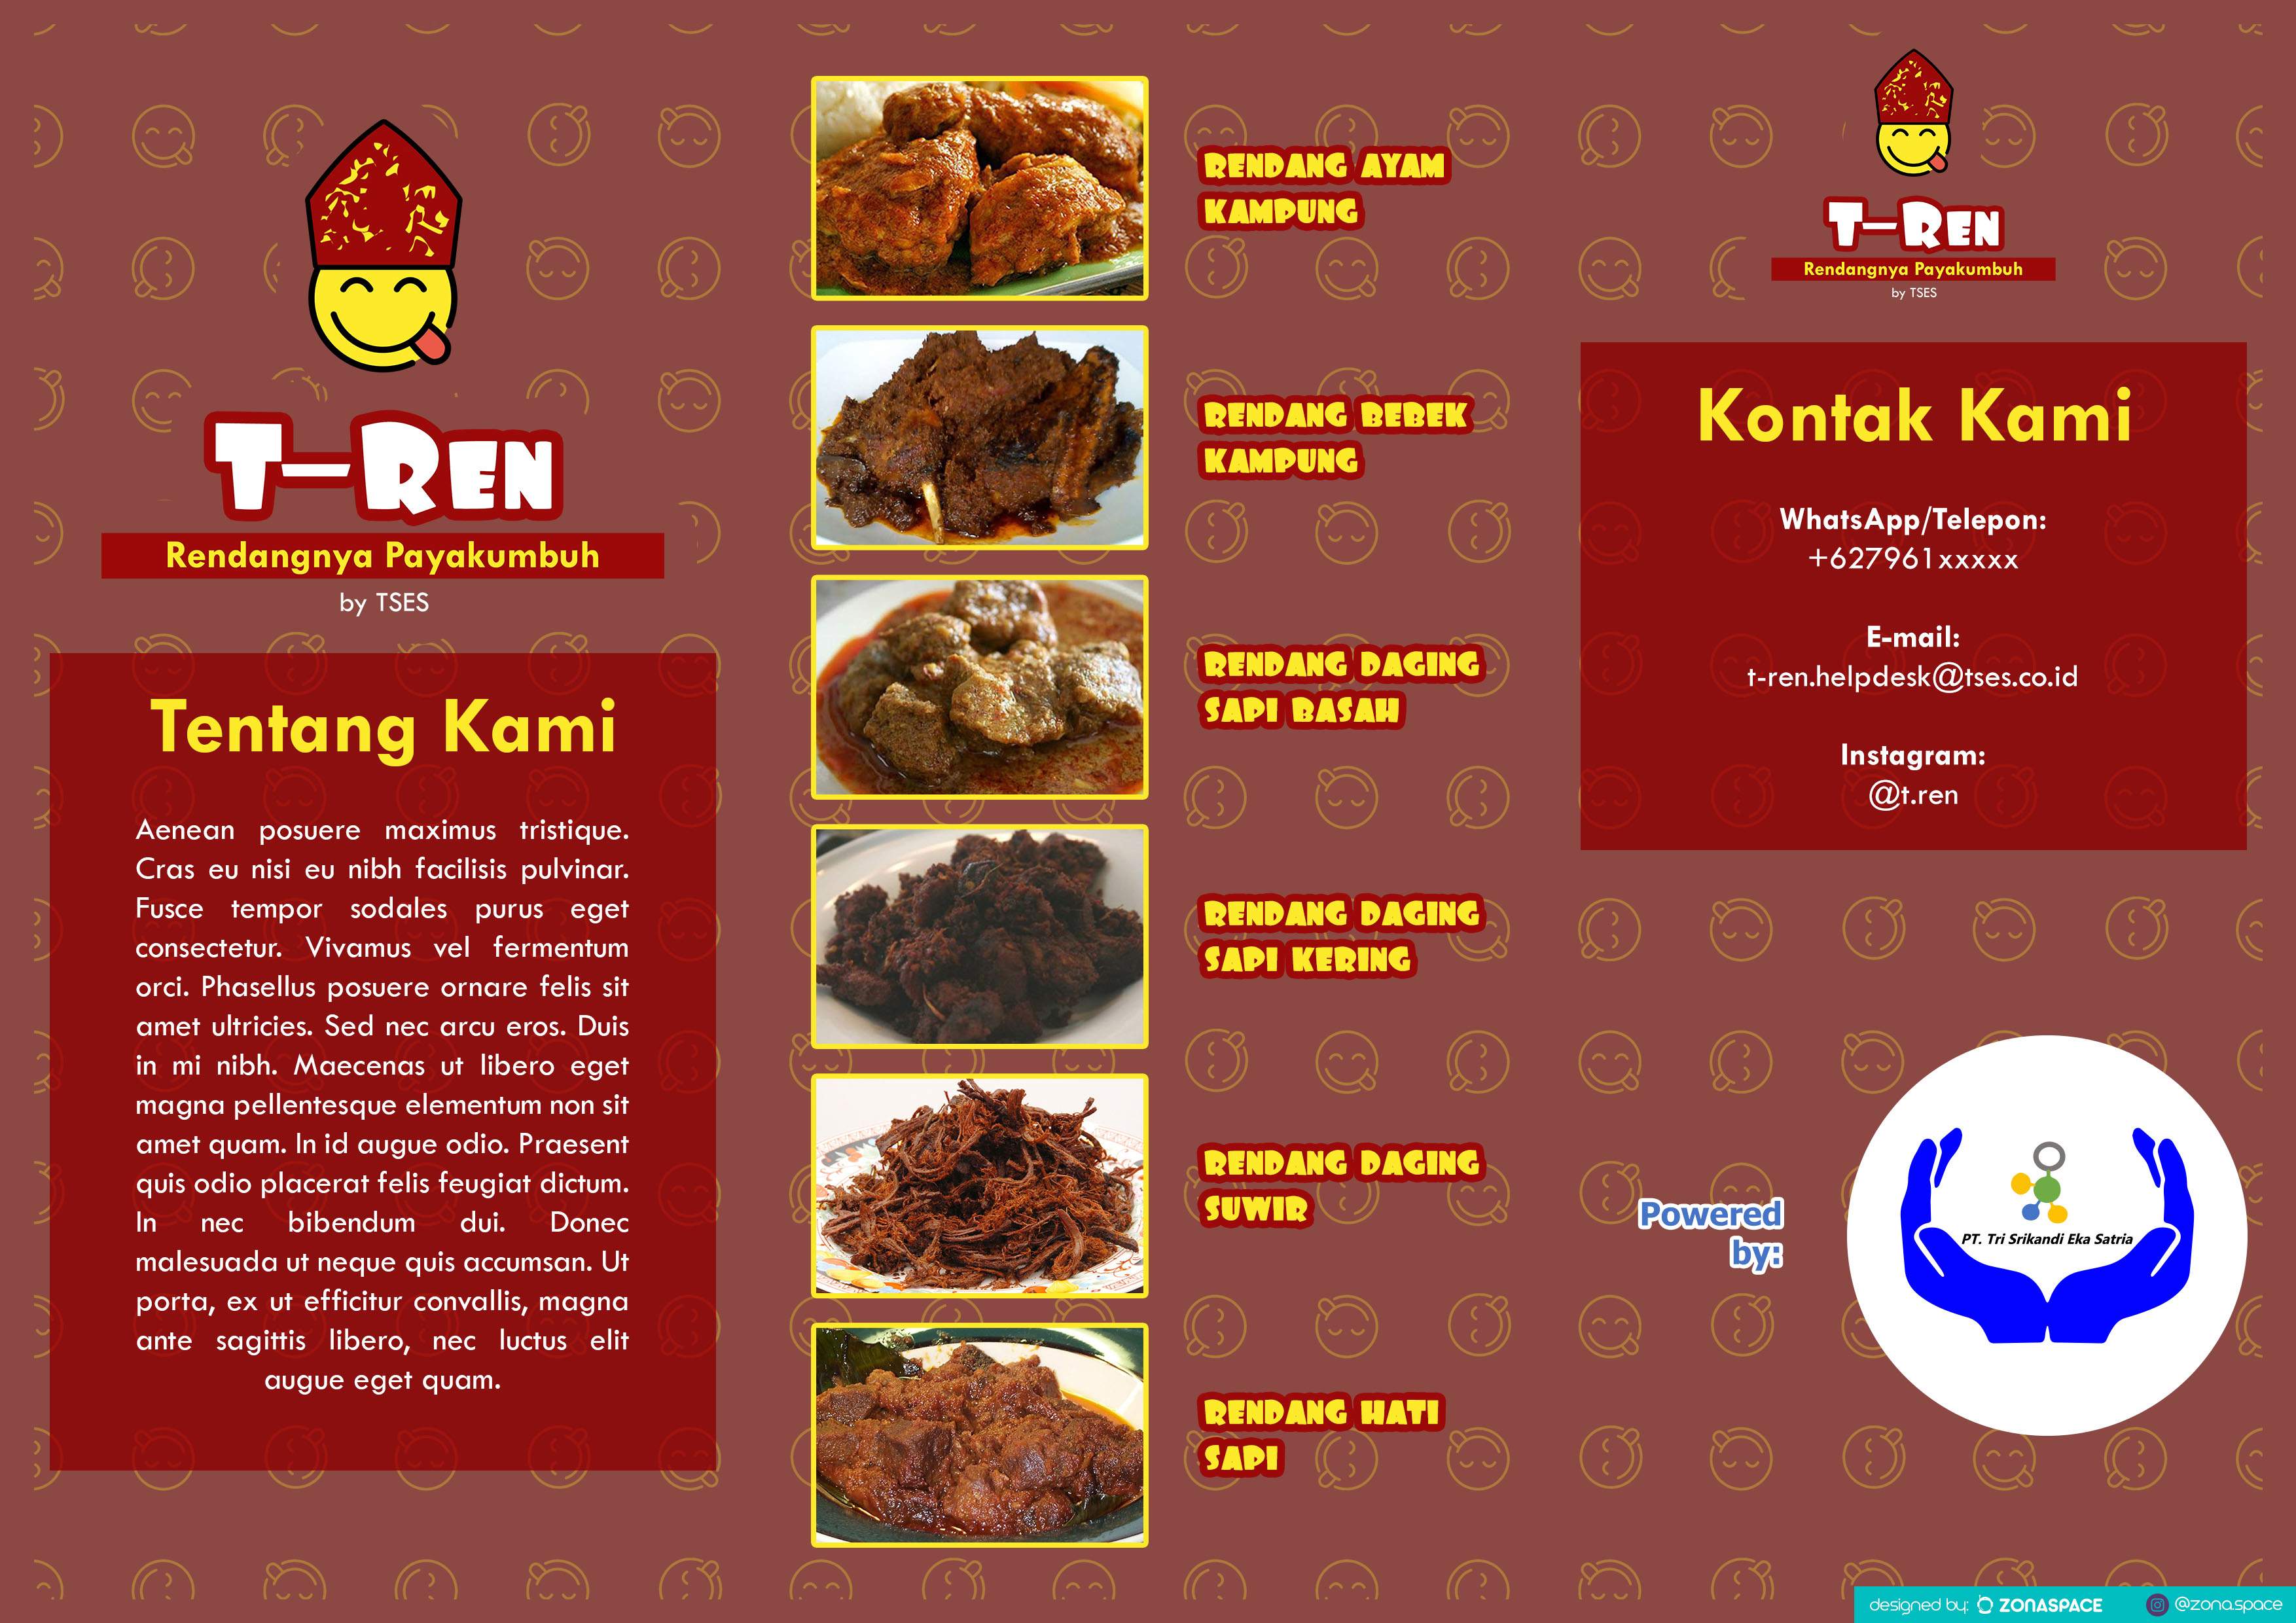 T-REN
Rendangnya Payakumbuh
by TSES
Tentang Kami
Aenean posuere maximus tristique.
Cras eu nisi eu nibh facilisis pulvinar.
Fusce tempor sodales purus eget
consectetur. Vivamus vel fermentum
orci. Phasellus posuere ornare felis sit
amet ultricies. Sed nec arcu eros. Duis
in mi nibh. Maecenas ut libero eget
magna pellentesque elementum non sit
amet quam. In id augue odio. Praesent
quis odio placerat felis feugiat dictum.
In nec bibendum dui. Donec
malesuada ut neque quis accumsan. Ut
porta, ex ut efficitur convallis, magna
ante sagittis libero, nec luctus elit
augue eget quam.
RENDANG AYAM
KAMPUNG
RENDANG BEBEK
KAMPUNG
RENDANG DAGING
SAPI BASAH
RENDANG DAGING
SAPI KERING
RENDANG DAGING
SUWIR
RENDANG HATI
SAPI
T-REN
Rendangnya Payakumbuh
by TSES
Kontak Kami
WhatsApp/Telepon:
+627961xxxxx
E-mail:
t-ren.helpdesk@tses.co.id
Instagram:
@t.ren
Powered
by:
PT. Tri Srikandi Eka Satria
designed by: ZONASPACE @zona.space